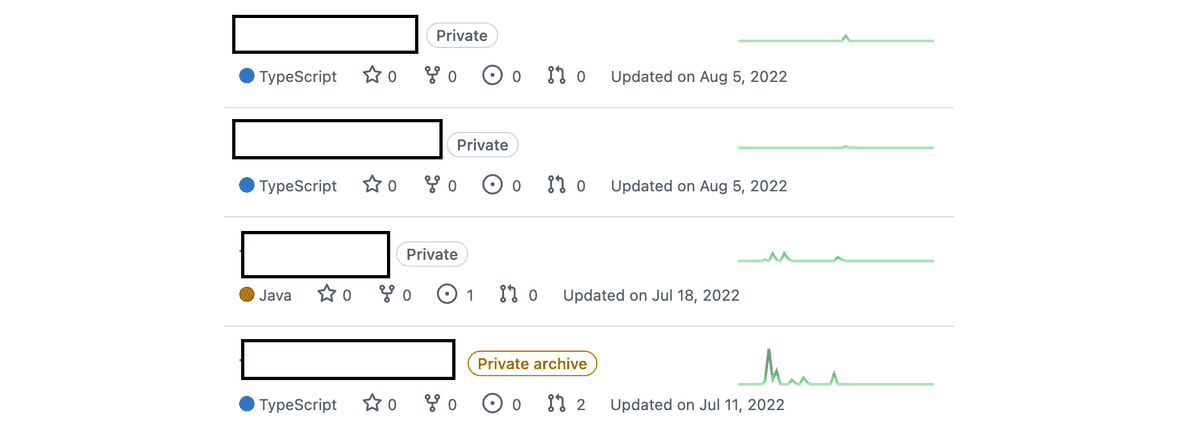 Private
TypeScript 0 0 0 0 Updated on Aug 5, 2022
Private
TypeScript 0 0 0 0 Updated on Aug 5, 2022
Private
Java 0 0 1 0 Updated on Jul 18, 2022
Private archive
TypeScript 0 0 0 2 Updated on Jul 11, 2022